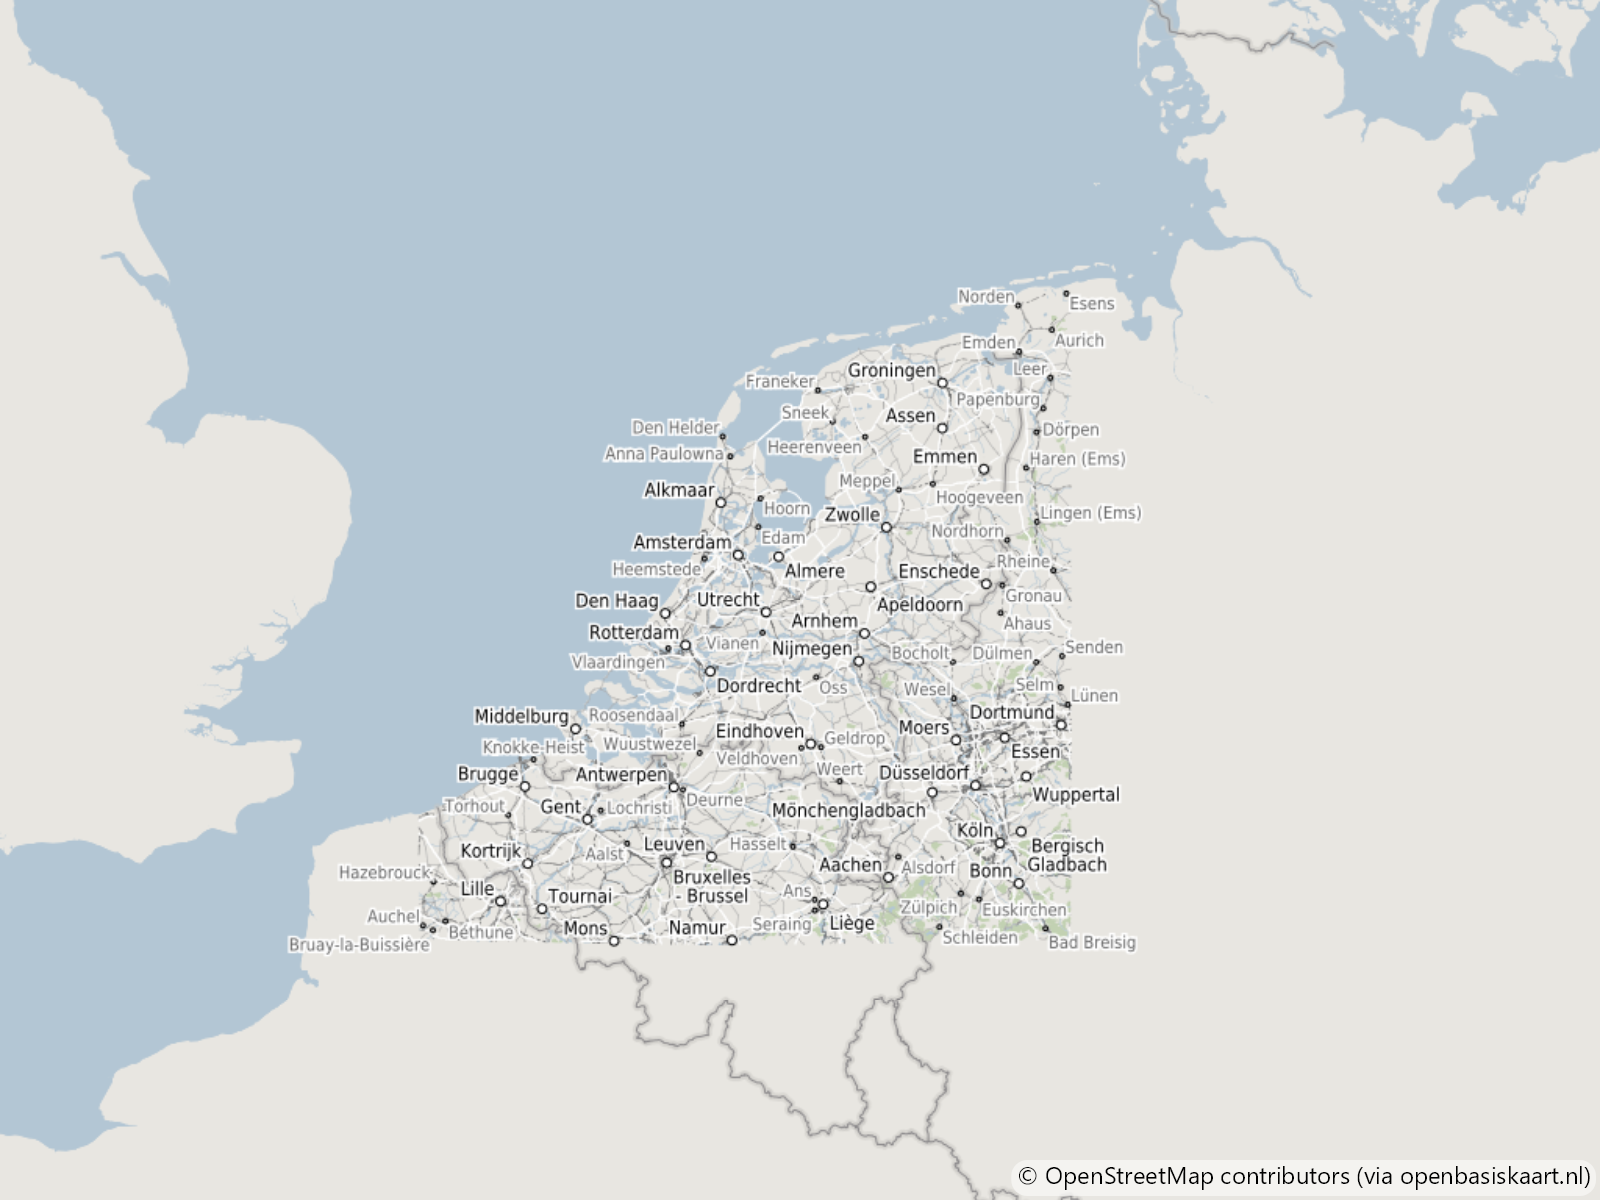 Norden
Esens
Aurich
Emden
Leer
Groningen
Franeker
Papenburg
Sneek
Assen
Den Helder
Dörpen
Heerenveen
Anna Paulowna
Emmen
Haren (Ems)
Meppel
Alkmaar
Hoogeveen
Hoorn
Zwolle
Lingen (Ems)
Nordhorn
Edam
Amsterdam
Rheine
Heemstede
Almere
Enschede
Gronau
Utrecht
Den Haag
Apeldoorn
Arnhem
Ahaus
Rotterdam
Vianen
Nijmegen
Bocholt
Dülmen
Senden
Vlaardingen
Dordrecht
Oss
Wesel
Selm
Lünen
Middelburg
Roosendaal
Dortmund
Eindhoven
Moers
Geldrop
Knokke-Heist
Wuustwezel
Essen
Veldhoven
Weert
Brugge
Antwerpen
Düsseldorf
Wuppertal
Torhout
Gent
Lochristi
Deurne
Mönchengladbach
Köln
Kortrijk
Aalst
Leuven
Hasselt
Bergisch
Gladbach
Aachen
Alsdorf
Bonn
Hazebrouck
Bruxelles
- Brussel
Lille
Tournai
Ans
Zülpich
Euskirchen
Auchel
Béthune
Mons
Namur
Seraing
Liège
Schleiden
Bad Breisig
Bruay-la-Buissière
© OpenStreetMap contributors (via openbasiskaart.nl)